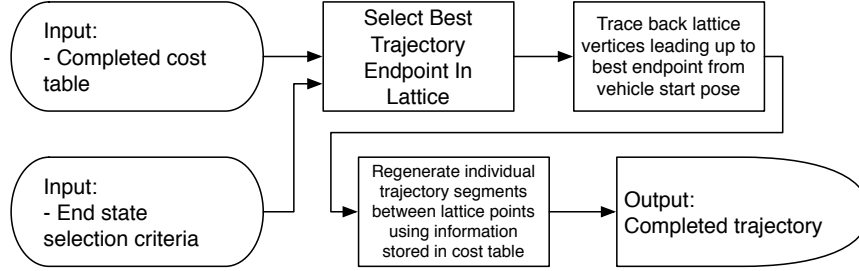 Input:
- Completed cost
table
Select Best
Trajectory
Endpoint In
Lattice
Trace back lattice
vertices leading up to
best endpoint from
vehicle start pose
Input:
- End state
selection criteria
Regenerate individual
trajectory segments
between lattice points
using information
stored in cost table
Output:
Completed trajectory